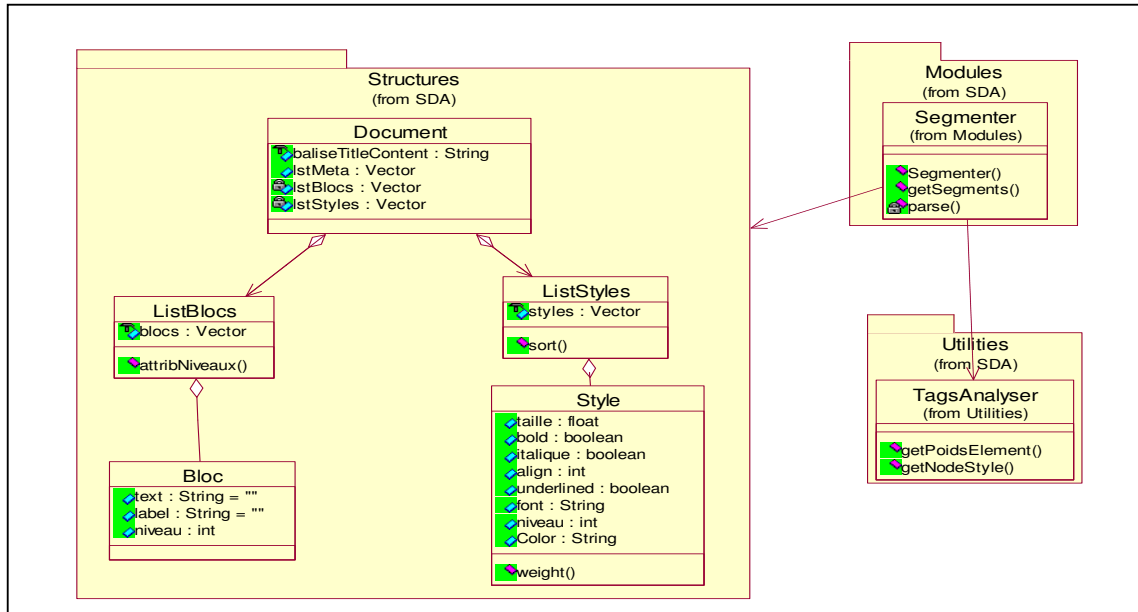 Structures
(from SDA)
Document
baliseTitleContent : String
lstMeta : Vector
lstBlocs : Vector
lstStyles : Vector
ListBlocs
blocs : Vector
attribNiveaux()
ListStyles
styles : Vector
sort()
Bloc
text : String = ""
label : String = ""
niveau : int
Style
taille : float
bold : boolean
italique : boolean
align : int
underlined : boolean
font : String
niveau : int
Color : String
weight()
Modules
(from SDA)
Segmenter
(from Modules)
Segmenter()
getSegments()
parse()
Utilities
(from SDA)
TagsAnalyser
(from Utilities)
getPoidsElement()
getNodeStyle()